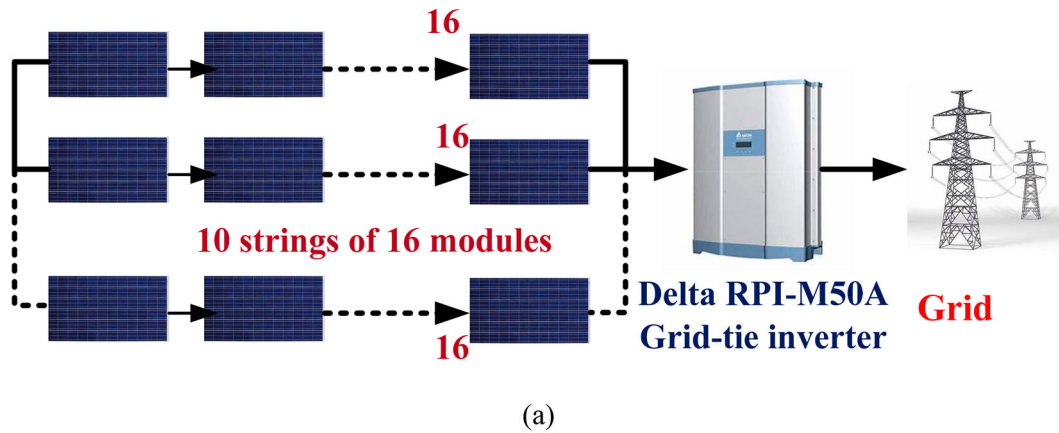 16
16
10 strings of 16 modules
16
Delta RPI-M50A
Grid-tie inverter
Grid
(a)